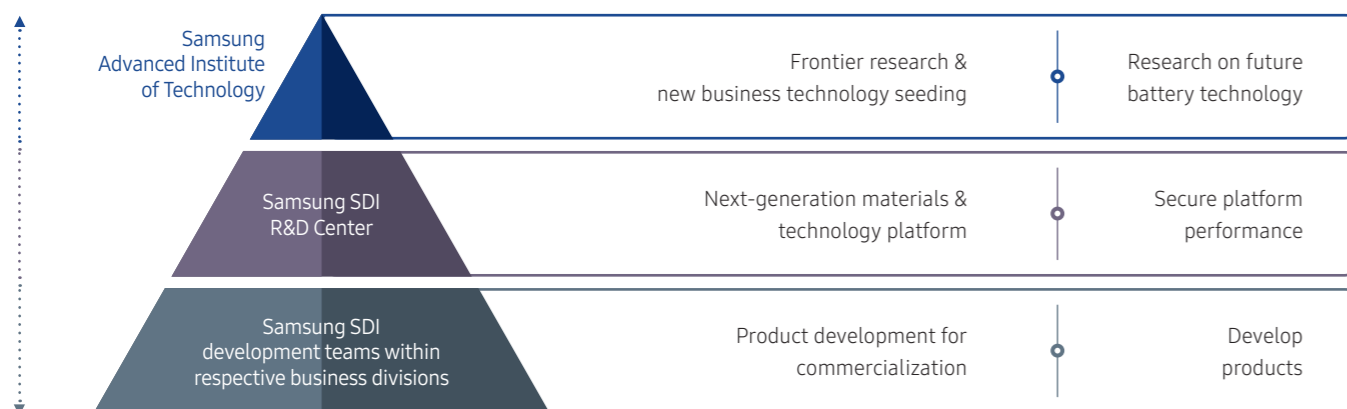 Samsung
Advanced Institute
of Technology
Frontier research &
new business technology seeding
Research on future
battery technology
Samsung SDI
R&D Center
Next-generation materials &
technology platform
Secure platform
performance
Samsung SDI
development teams within
respective business divisions
Product development for
commercialization
Develop
products